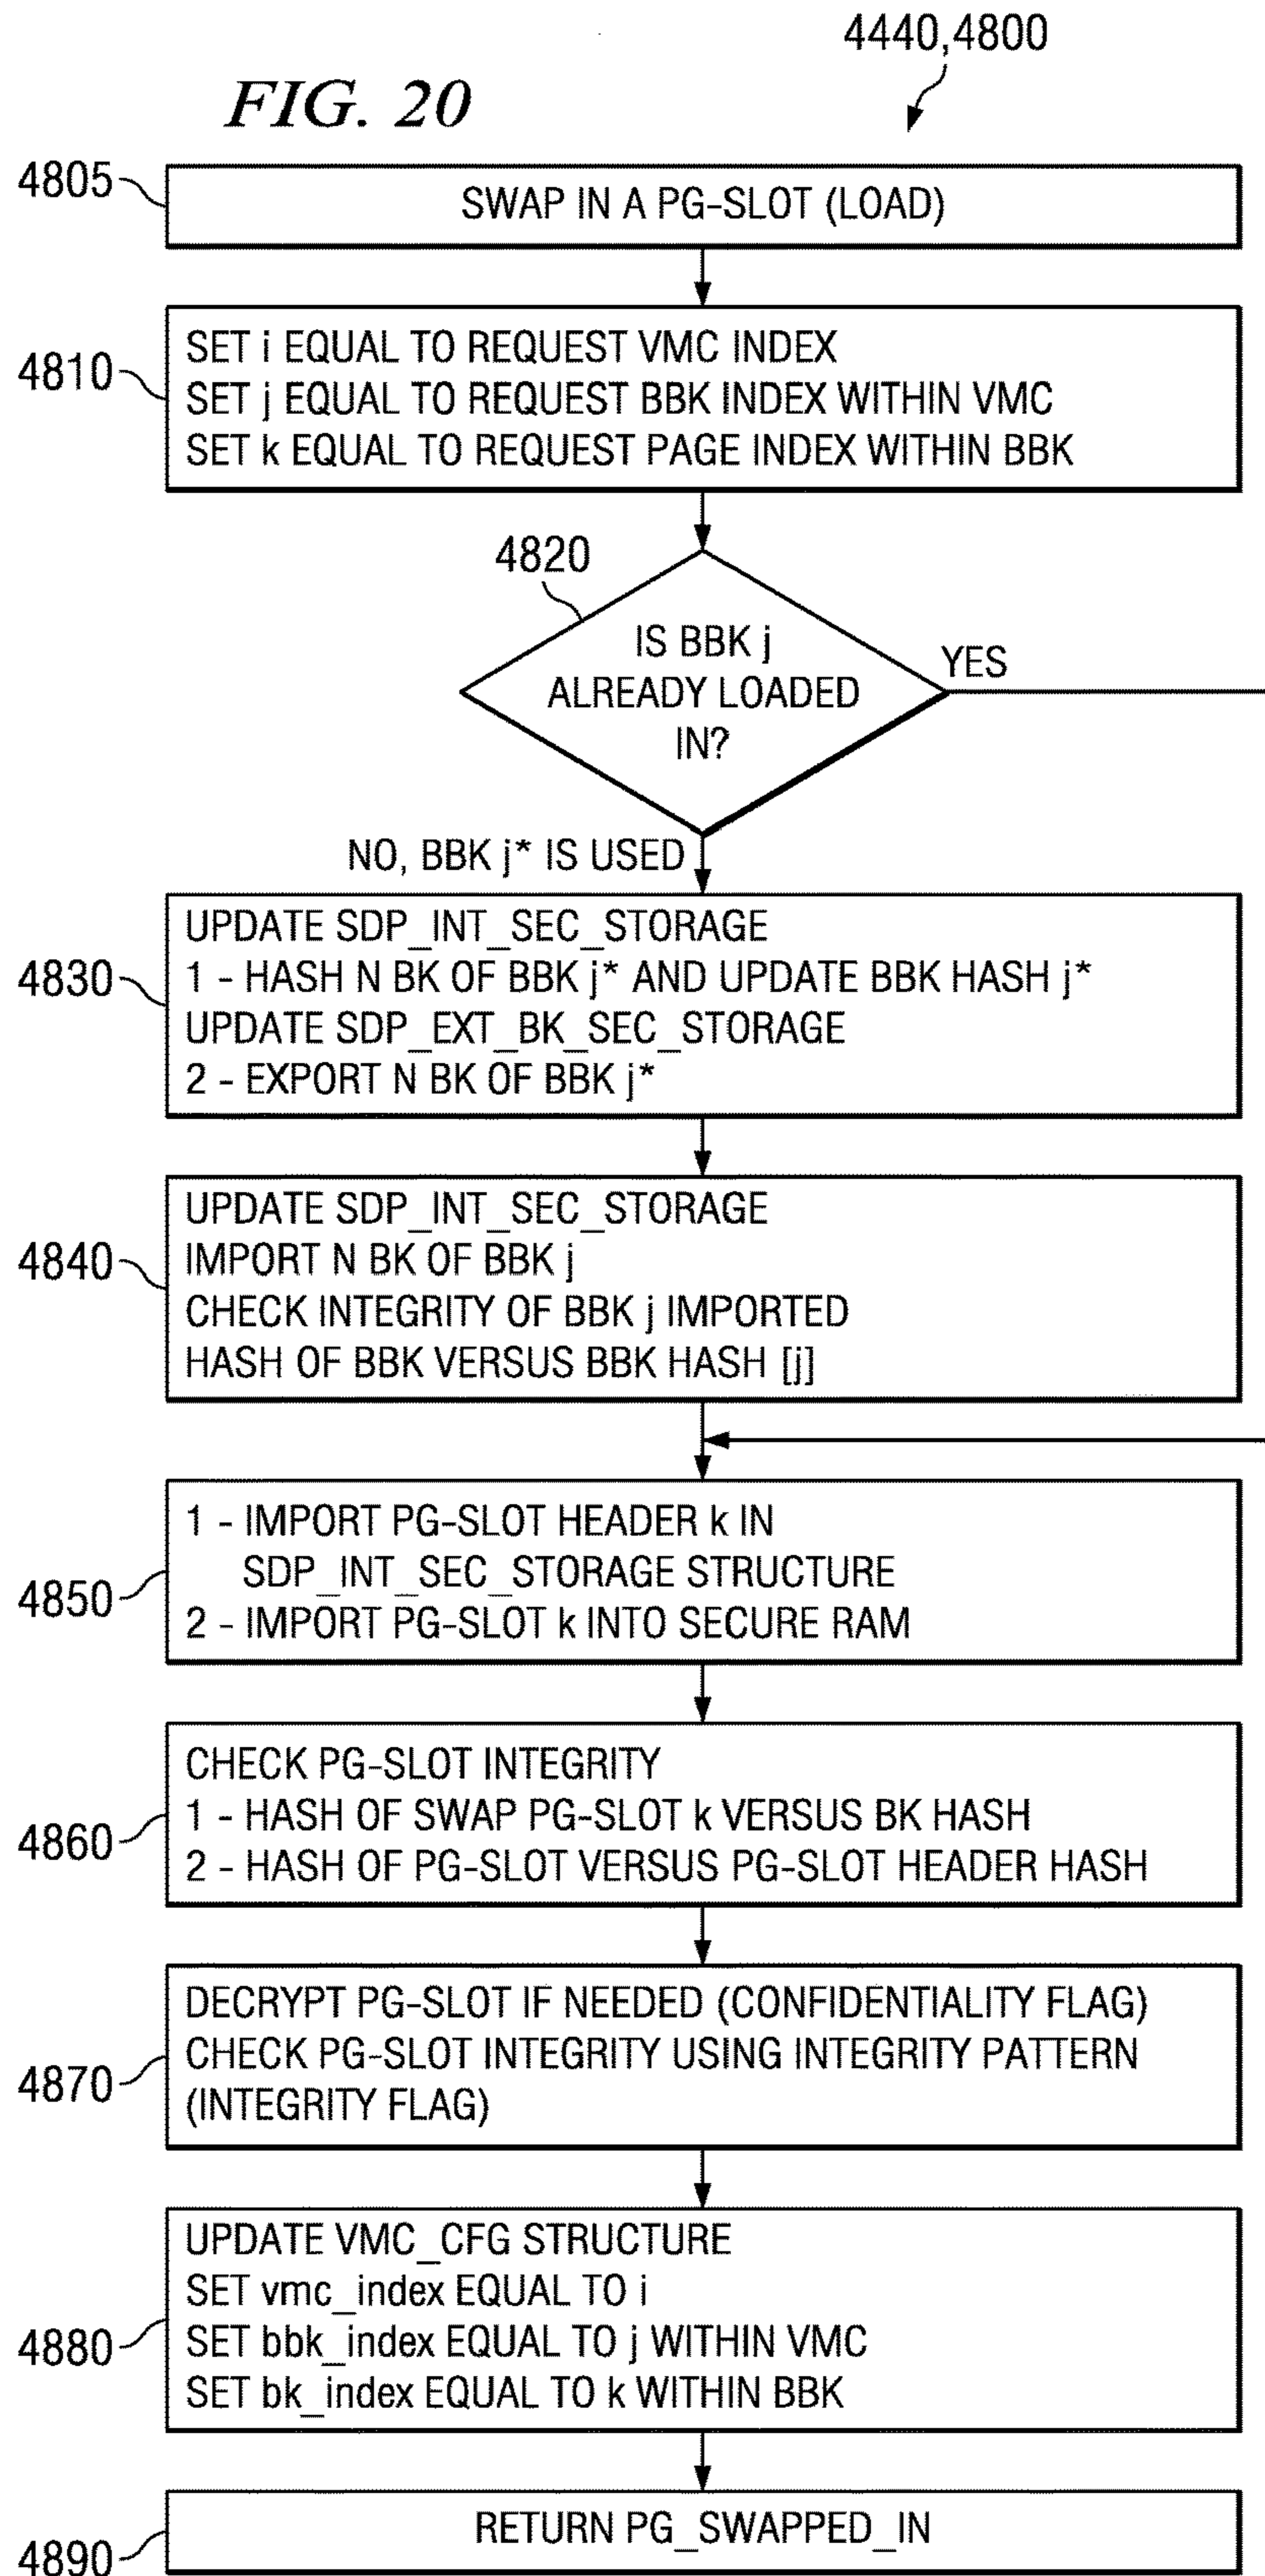 4440,4800
FIG. 20
4805
SWAP IN A PG-SLOT (LOAD)
4810
SET i EQUAL TO REQUEST VMC INDEX
SET j EQUAL TO REQUEST BBK INDEX WITHIN VMC
SET k EQUAL TO REQUEST PAGE INDEX WITHIN BBK
4820
IS BBK j
ALREADY LOADED
IN?
YES
NO, BBK j* IS USED
4830
UPDATE SDP_INT_SEC_STORAGE
1 - HASH N BK OF BBK j* AND UPDATE BBK HASH j*
UPDATE SDP_EXT_BK_SEC_STORAGE
2 - EXPORT N BK OF BBK j*
4840
UPDATE SDP_INT_SEC_STORAGE
IMPORT N BK OF BBK j
CHECK INTEGRITY OF BBK j IMPORTED
HASH OF BBK VERSUS BBK HASH [j]
4850
1 - IMPORT PG-SLOT HEADER k IN
SDP_INT_SEC_STORAGE STRUCTURE
2 - IMPORT PG-SLOT k INTO SECURE RAM
4860
CHECK PG-SLOT INTEGRITY
1 - HASH OF SWAP PG-SLOT k VERSUS BK HASH
2 - HASH OF PG-SLOT VERSUS PG-SLOT HEADER HASH
4870
DECRYPT PG-SLOT IF NEEDED (CONFIDENTIALITY FLAG)
CHECK PG-SLOT INTEGRITY USING INTEGRITY PATTERN
(INTEGRITY FLAG)
4880
UPDATE VMC_CFG STRUCTURE
SET vmc_index EQUAL TO i
SET bbk_index EQUAL TO j WITHIN VMC
SET bk_index EQUAL TO k WITHIN BBK
4890
RETURN PG_SWAPPED_IN